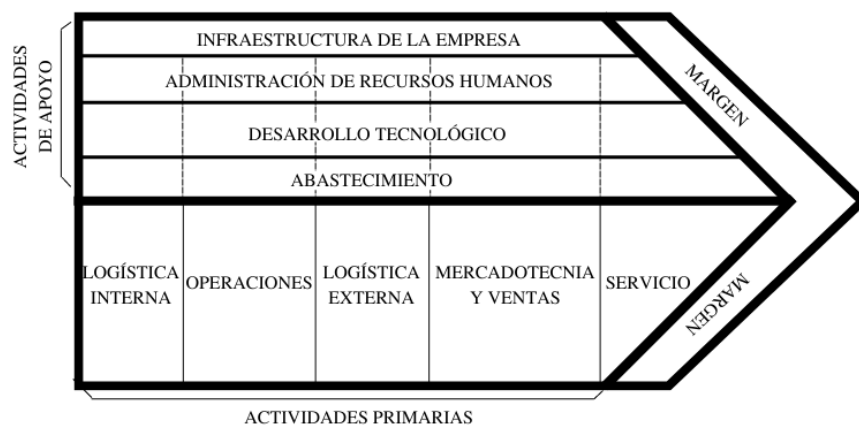 ACTIVIDADES
DE APOYO
INFRAESTRUCTURA DE LA EMPRESA
ADMINISTRACIÓN DE RECURSOS HUMANOS
DESARROLLO TECNOLÓGICO
ABASTECIMIENTO
MARGEN
LOGÍSTICA
INTERNA
OPERACIONES
LOGÍSTICA
EXTERNA
MERCADOTECNIA
Y VENTAS
SERVICIO
MARGEN
ACTIVIDADES PRIMARIAS